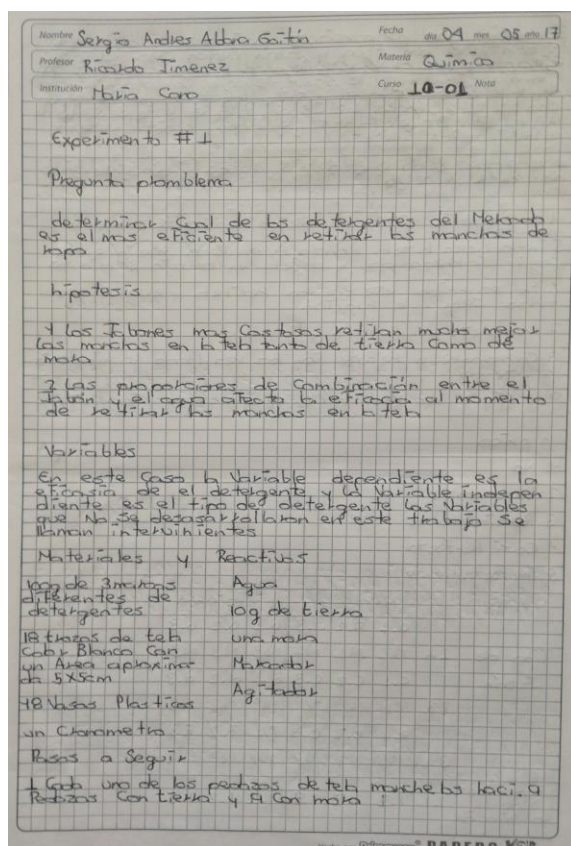 Nombre Sergio Andres Albra Gaitán Fecha día 04 mes 05 año 17
Profesor Ricardo Jimenez Materia Quimica
Institución Maria Cano Curso 10-01 Nota
Experimento #1
Pregunta plomblema
determinar Cual de los detergentes del Mercado
es el mas eficiente en retirar las manchas de
ropa
hipotesis
1 Los Jabones mas Costosos retiran mucho mejor
las manchas en la tela tanto de tierra Como de
mora
2 Las proporciones de Combinación entre el
Jabón y el agua afecta la eficacia al momento
de retirar las manchas en la tela
Variables
En este Caso la Variable dependiente es la
eficasia de el detergente y la Variable indepen
diente es el tipo de detergente las Variables
que No se desasarrollaron en este trabajo se
llaman intervinientes
Materiales y Reactivos
100g de 3 marcas Agua
diferentes de
detergentes 10g de tierra
18 trozos de tela una mora
Color Blanco Con
un Area aproxima Marcador
da 5x5cm
Agitador
18 Vasos Plasticos
un Cronometro
Pasos a Seguir
1 Cada uno de los pedazos de tela manchelos haci. 9
Pedazos Con tierra y 9 Con mora